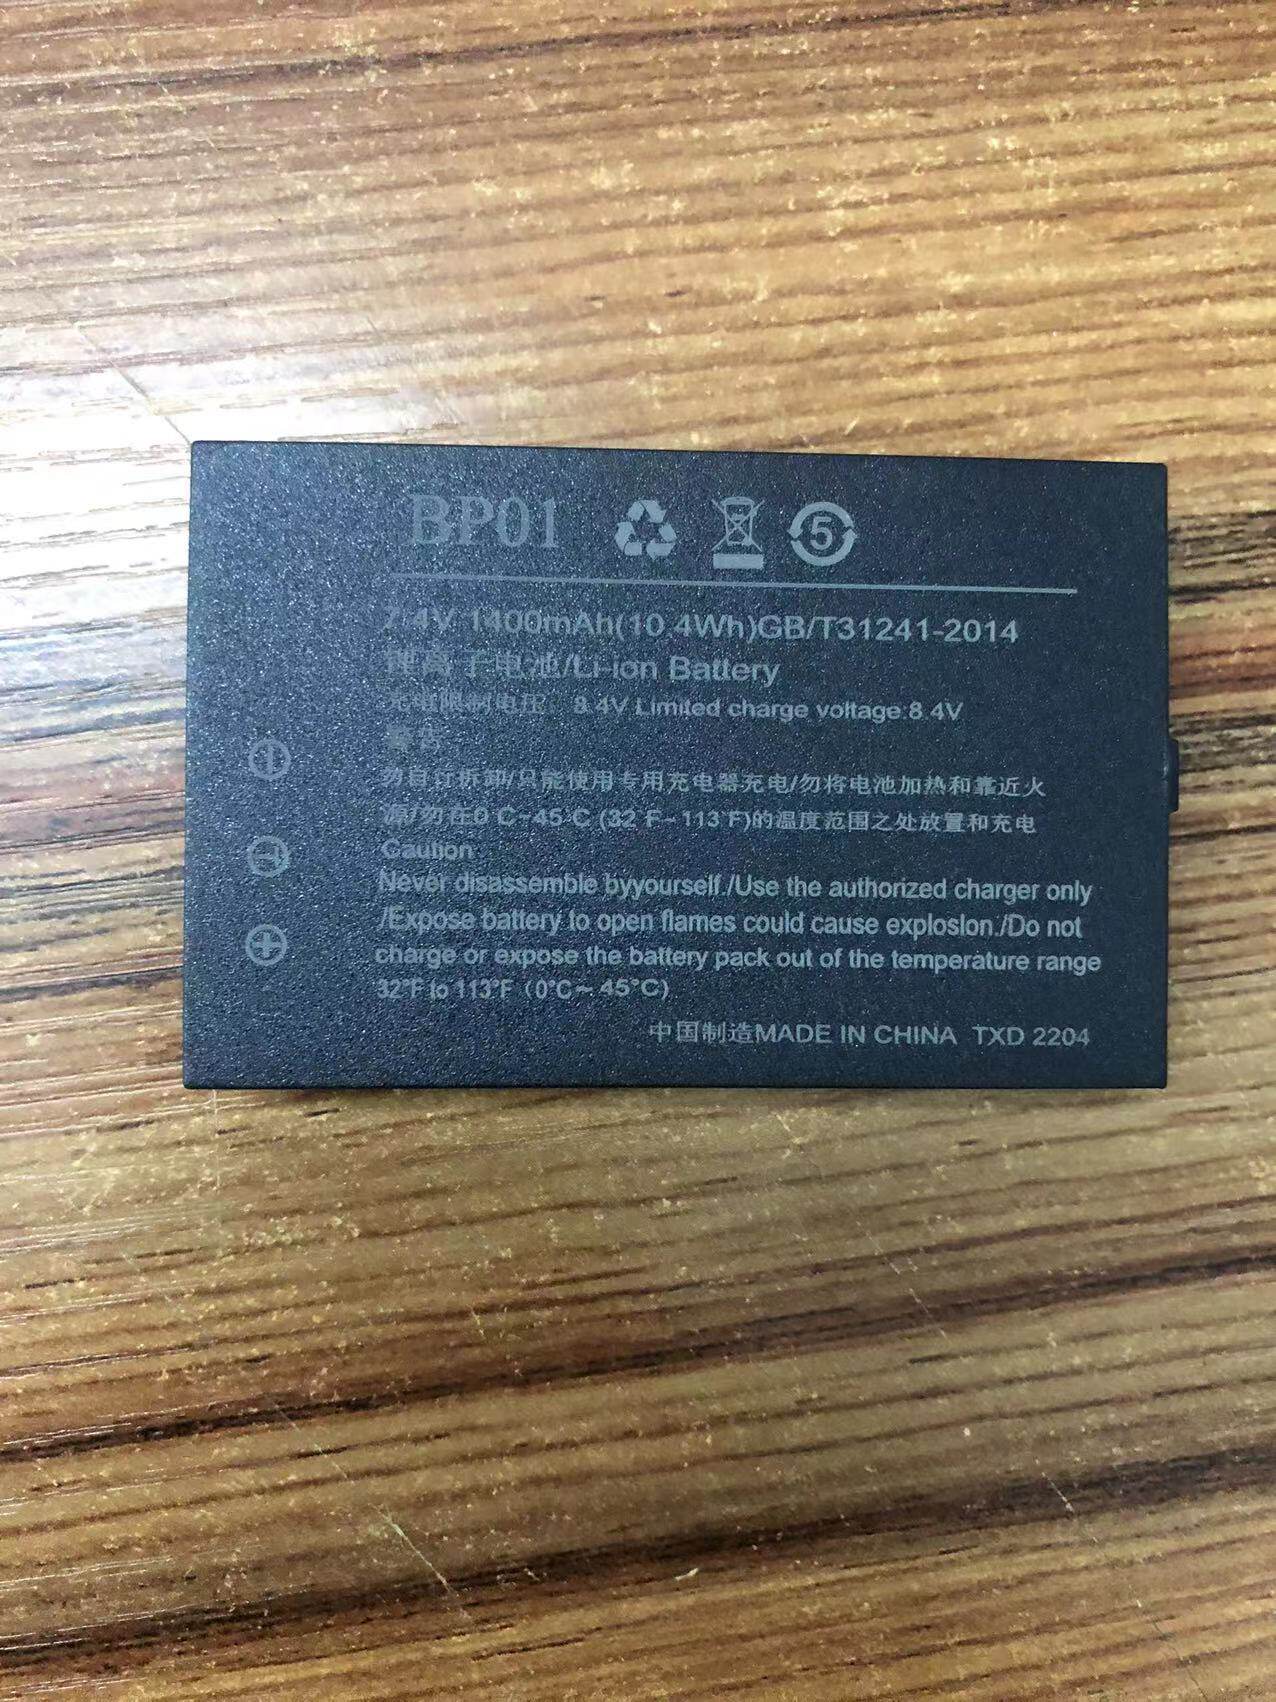 BP01
5
7.4V 1400mAh(10.4Wh)GB/T31241-2014
锂离子电池/Li-ion Battery
充电限制电压: 8.4V Limited charge voltage:8.4V
警告
勿自行拆卸/只能使用专用充电器充电/勿将电池加热和靠近火
源/勿在0°C~45°C (32°F~113°F)的温度范围之处放置和充电
Caution:
Never disassemble byyourself./Use the authorized charger only
/Expose battery to open flames could cause explosion./Do not
charge or expose the battery pack out of the temperature range
32°F to 113°F (0°C~45°C)
中国制造MADE IN CHINA TXD 2204